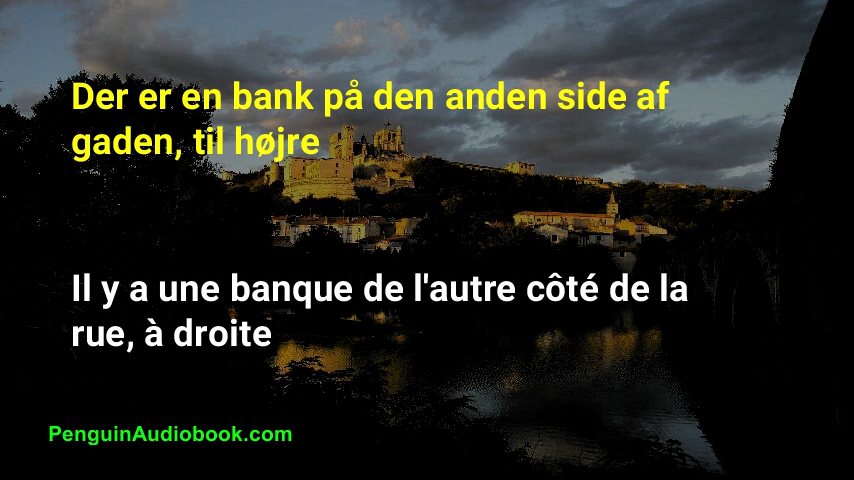 Der er en bank på den anden side af
gaden, til højre
Il y a une banque de l'autre côté de la
rue, à droite
PenguinAudiobook.com